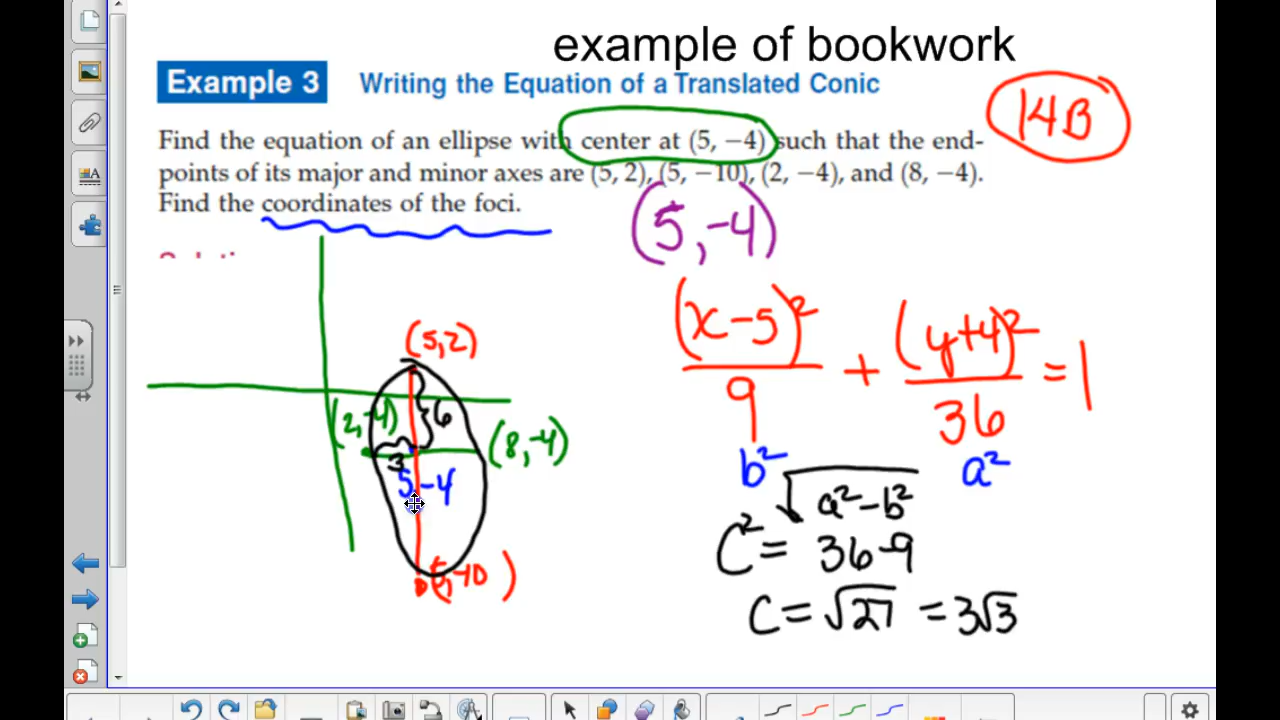 example of bookwork
Example 3 Writing the Equation of a Translated Conic
14B
Find the equation of an ellipse with center at (5, −4) such that the end-
points of its major and minor axes are (5, 2), (5, −10), (2, −4), and (8, −4).
Find the coordinates of the foci.
(5, -4)
(x-5)² / 9 + (y+4)² / 36 = 1
b² a²
√a²-b²
C² = 36-9
C = √27 = 3√3
(5, 2)
(2, -4) 6
(8, -4)
3
5, -4
(5, -10)